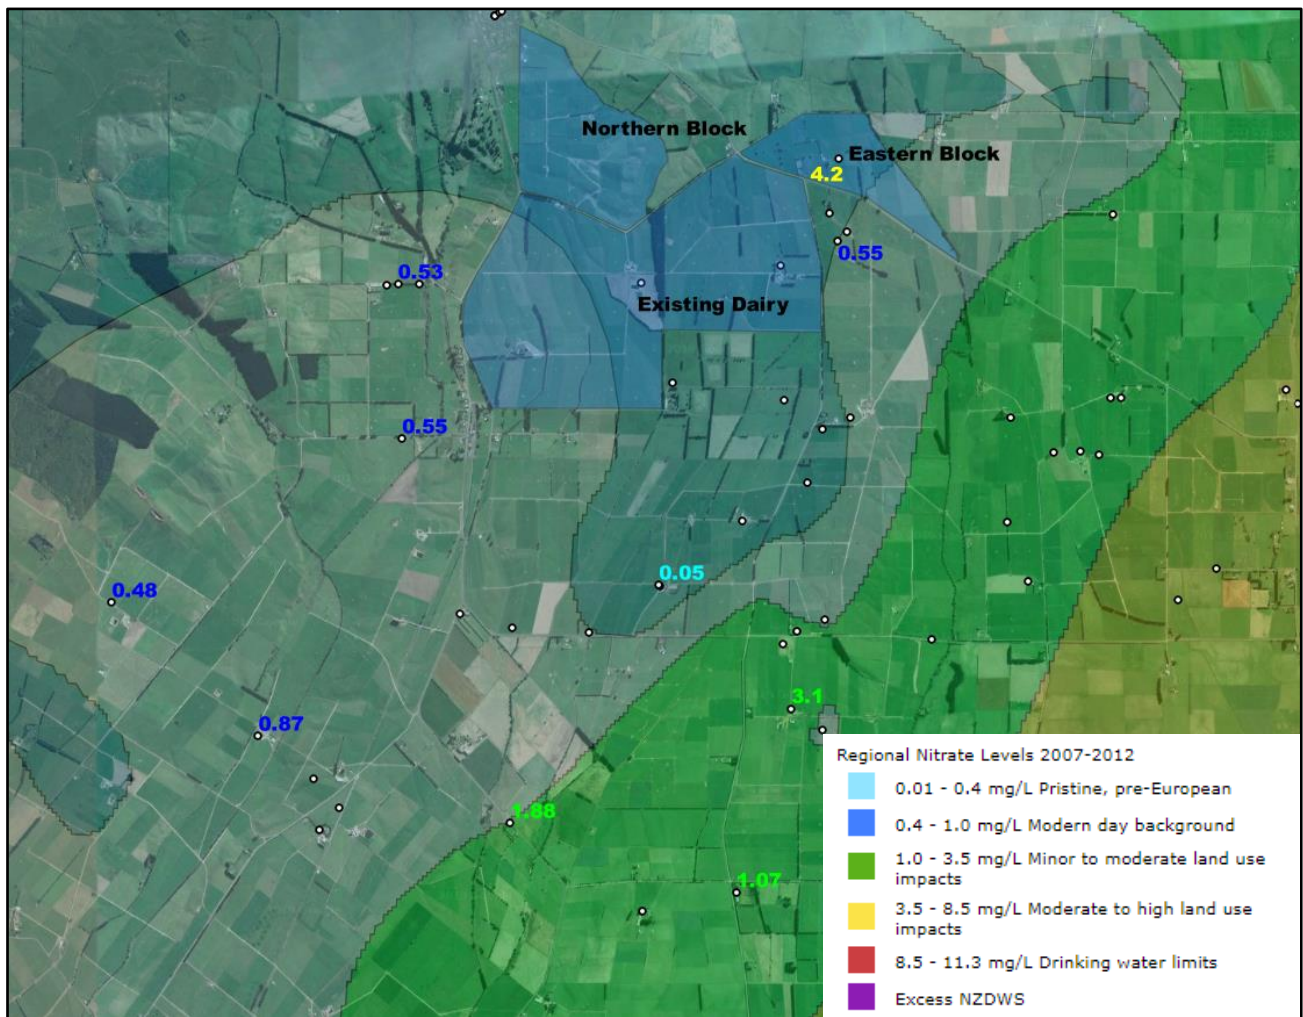 Northern Block
Eastern Block
4.2
0.55
0.53
Existing Dairy
0.55
0.05
0.48
3.1
0.87
1.88
1.07
Regional Nitrate Levels 2007-2012
0.01 - 0.4 mg/L Pristine, pre-European
0.4 - 1.0 mg/L Modern day background
1.0 - 3.5 mg/L Minor to moderate land use
impacts
3.5 - 8.5 mg/L Moderate to high land use
impacts
8.5 - 11.3 mg/L Drinking water limits
Excess NZDWS